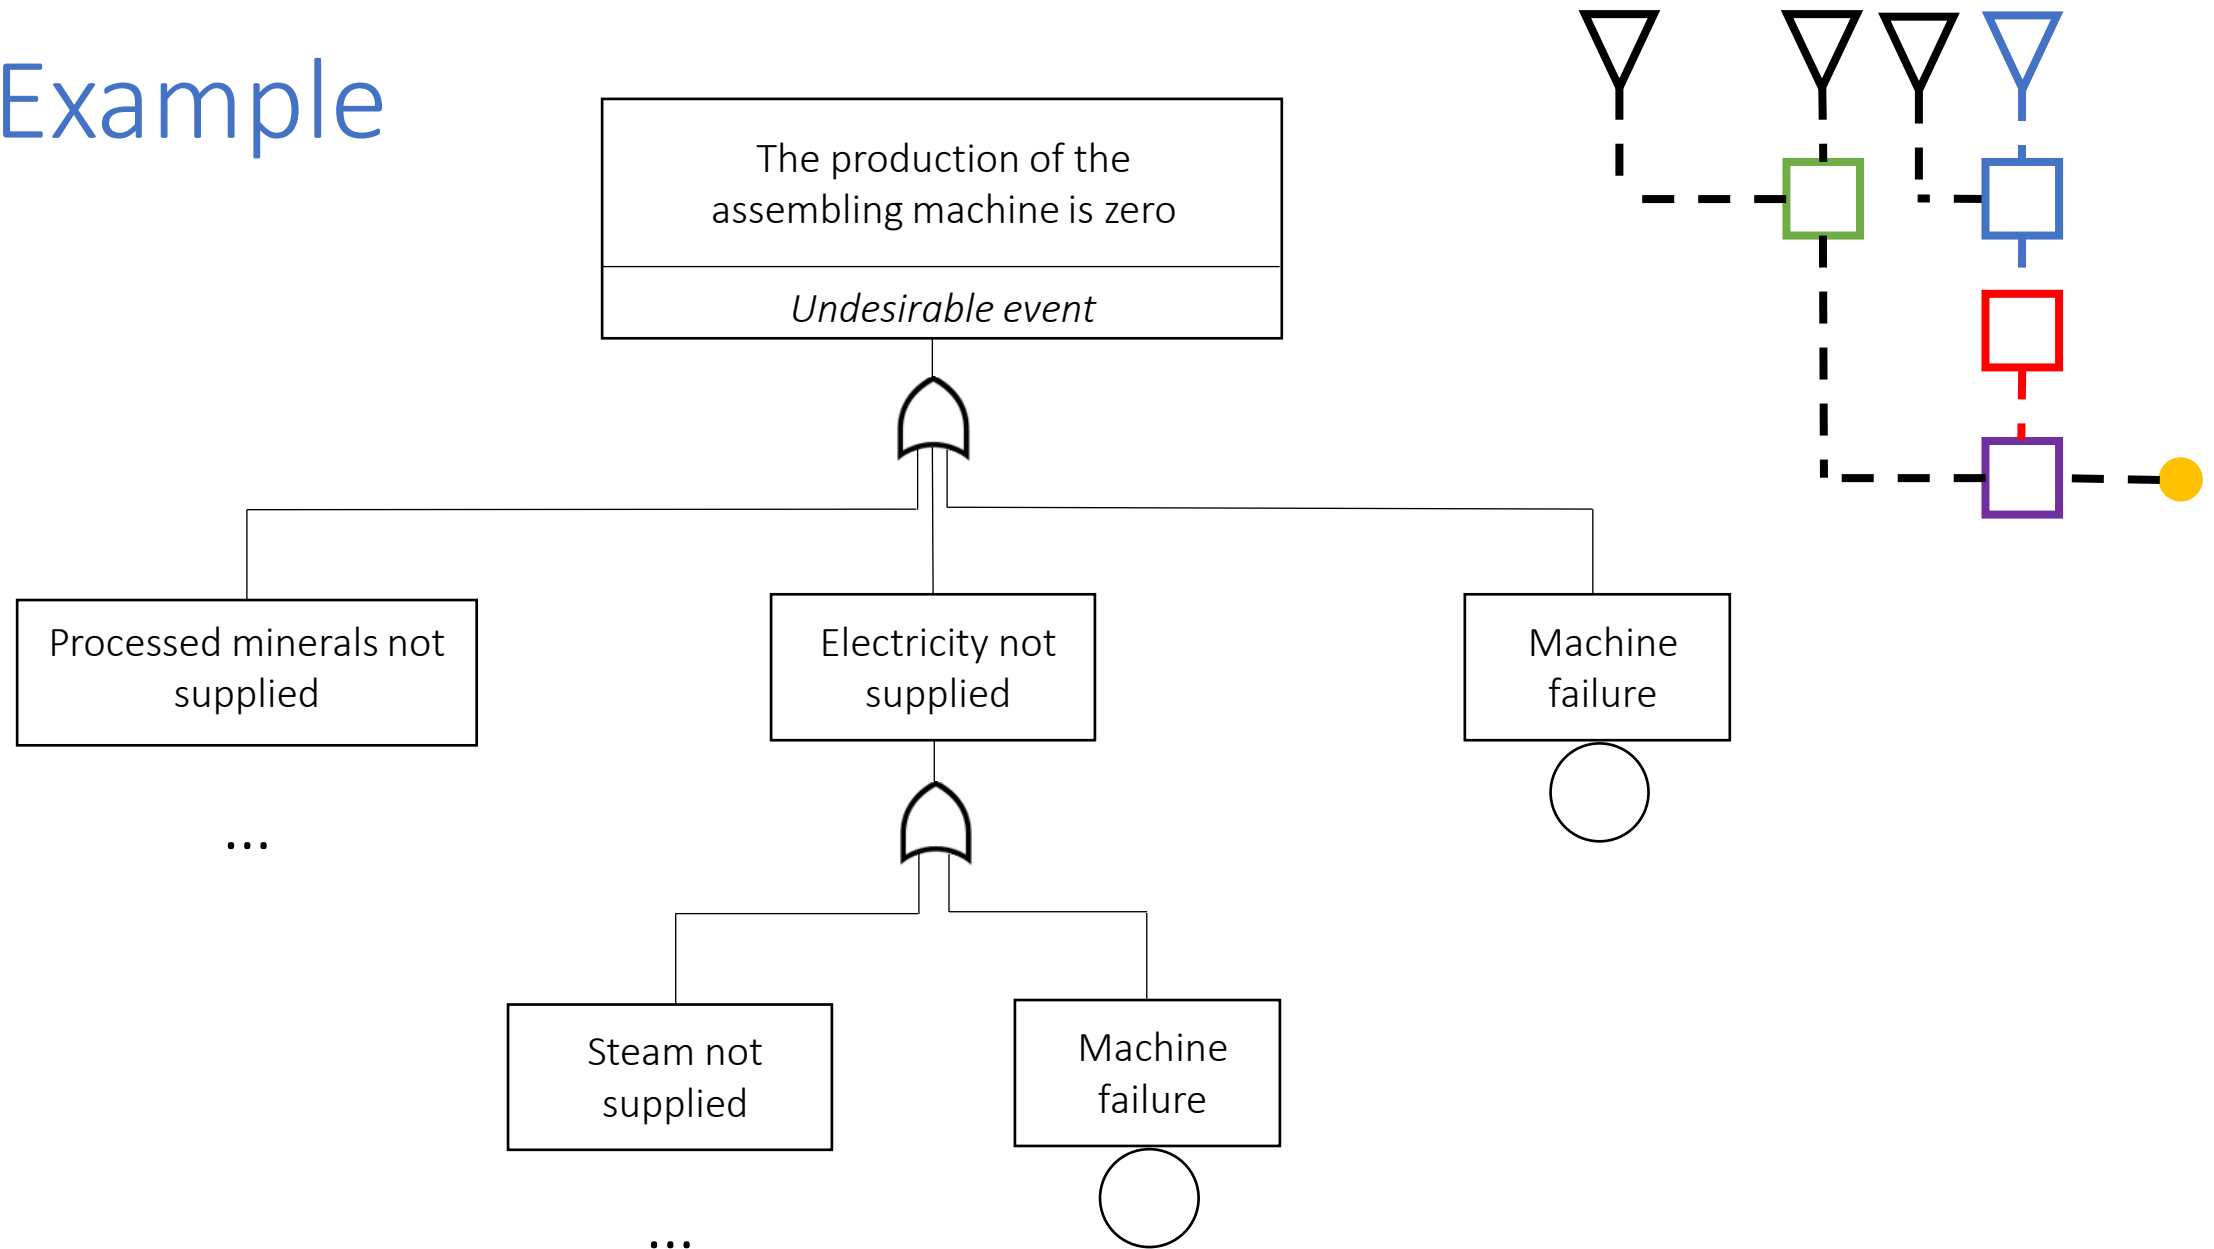 Example
The production of the
assembling machine is zero
Undesirable event
Processed minerals not
supplied
Electricity not
supplied
Machine
failure
...
Steam not
supplied
Machine
failure
...